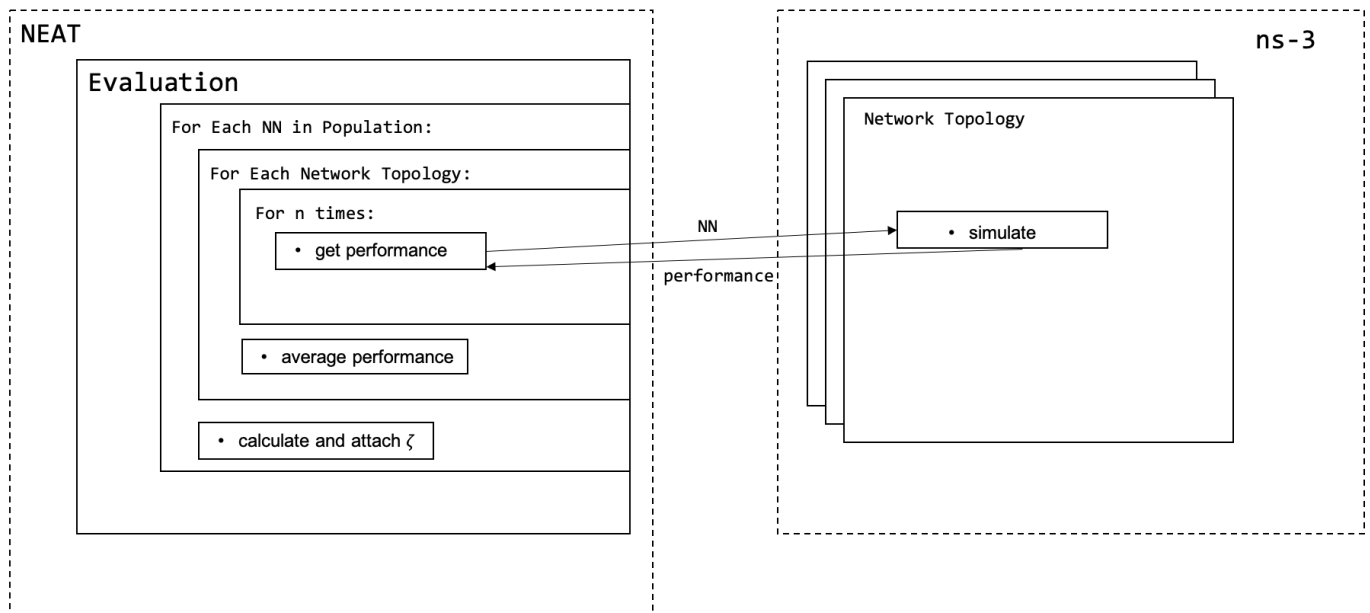 NEAT
Evaluation
For Each NN in Population:
For Each Network Topology:
For n times:
• get performance
• average performance
• calculate and attach ζ
NN
performance
ns-3
Network Topology
• simulate